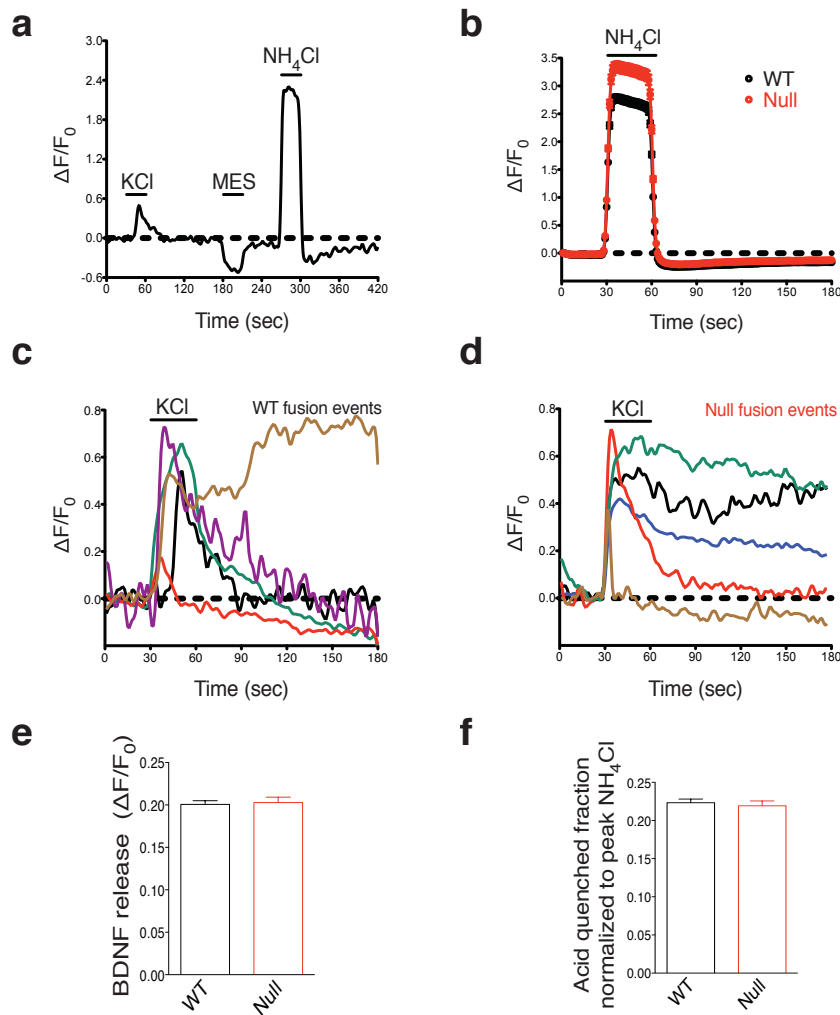 a
3.0
2.4
1.8
1.2
0.6
0.0
-0.6
ΔF/F₀
KCl
MES
NH₄Cl
0 60 120 180 240 300 360 420
Time (sec)
b
3.5
3.0
2.5
2.0
1.5
1.0
0.5
0.0
ΔF/F₀
NH₄Cl
WT
Null
0 30 60 90 120 150 180
Time (sec)
c
0.8
0.6
0.4
0.2
0.0
ΔF/F₀
KCl
WT fusion events
0 30 60 90 120 150 180
Time (sec)
d
0.8
0.6
0.4
0.2
0.0
ΔF/F₀
KCl
Null fusion events
0 30 60 90 120 150 180
Time (sec)
e
BDNF release (ΔF/F₀)
0.25
0.20
0.15
0.10
0.05
0.00
WT
Null
f
Acid quenched fraction
normalized to peak NH₄Cl
0.25
0.20
0.15
0.10
0.05
0.00
WT
Null